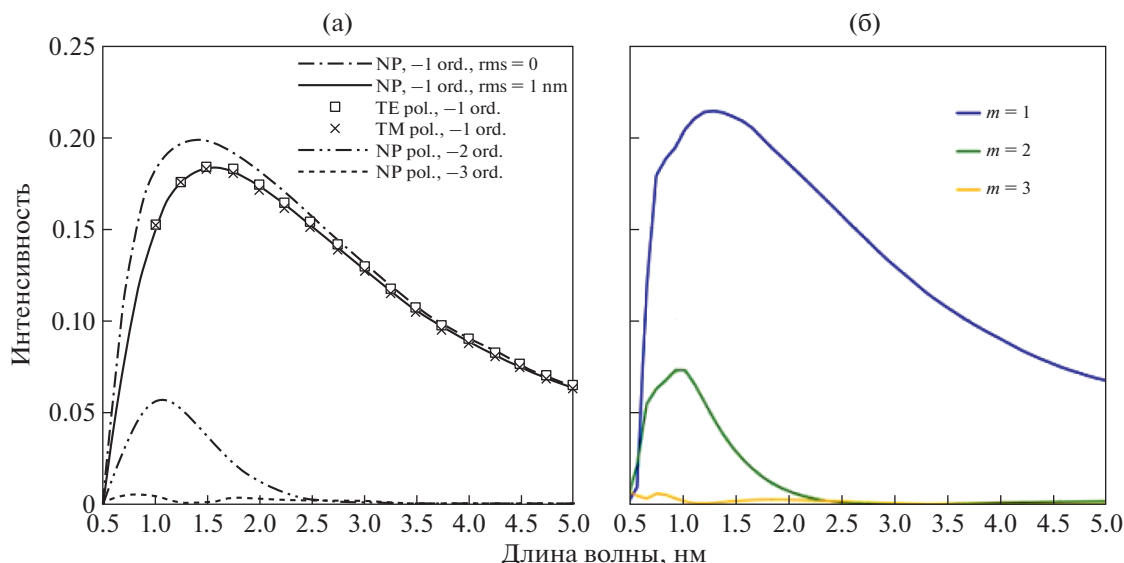 (а)
(б)
0.25
0.20
0.15
0.10
0.05
0
Интенсивность
NP, −1 ord., rms = 0
NP, −1 ord., rms = 1 nm
TE pol., −1 ord.
TM pol., −1 ord.
NP pol., −2 ord.
NP pol., −3 ord.
m = 1
m = 2
m = 3
0.5 1.0 1.5 2.0 2.5 3.0 3.5 4.0 4.5 5.0
0.5 1.0 1.5 2.0 2.5 3.0 3.5 4.0 4.5 5.0
Длина волны, нм